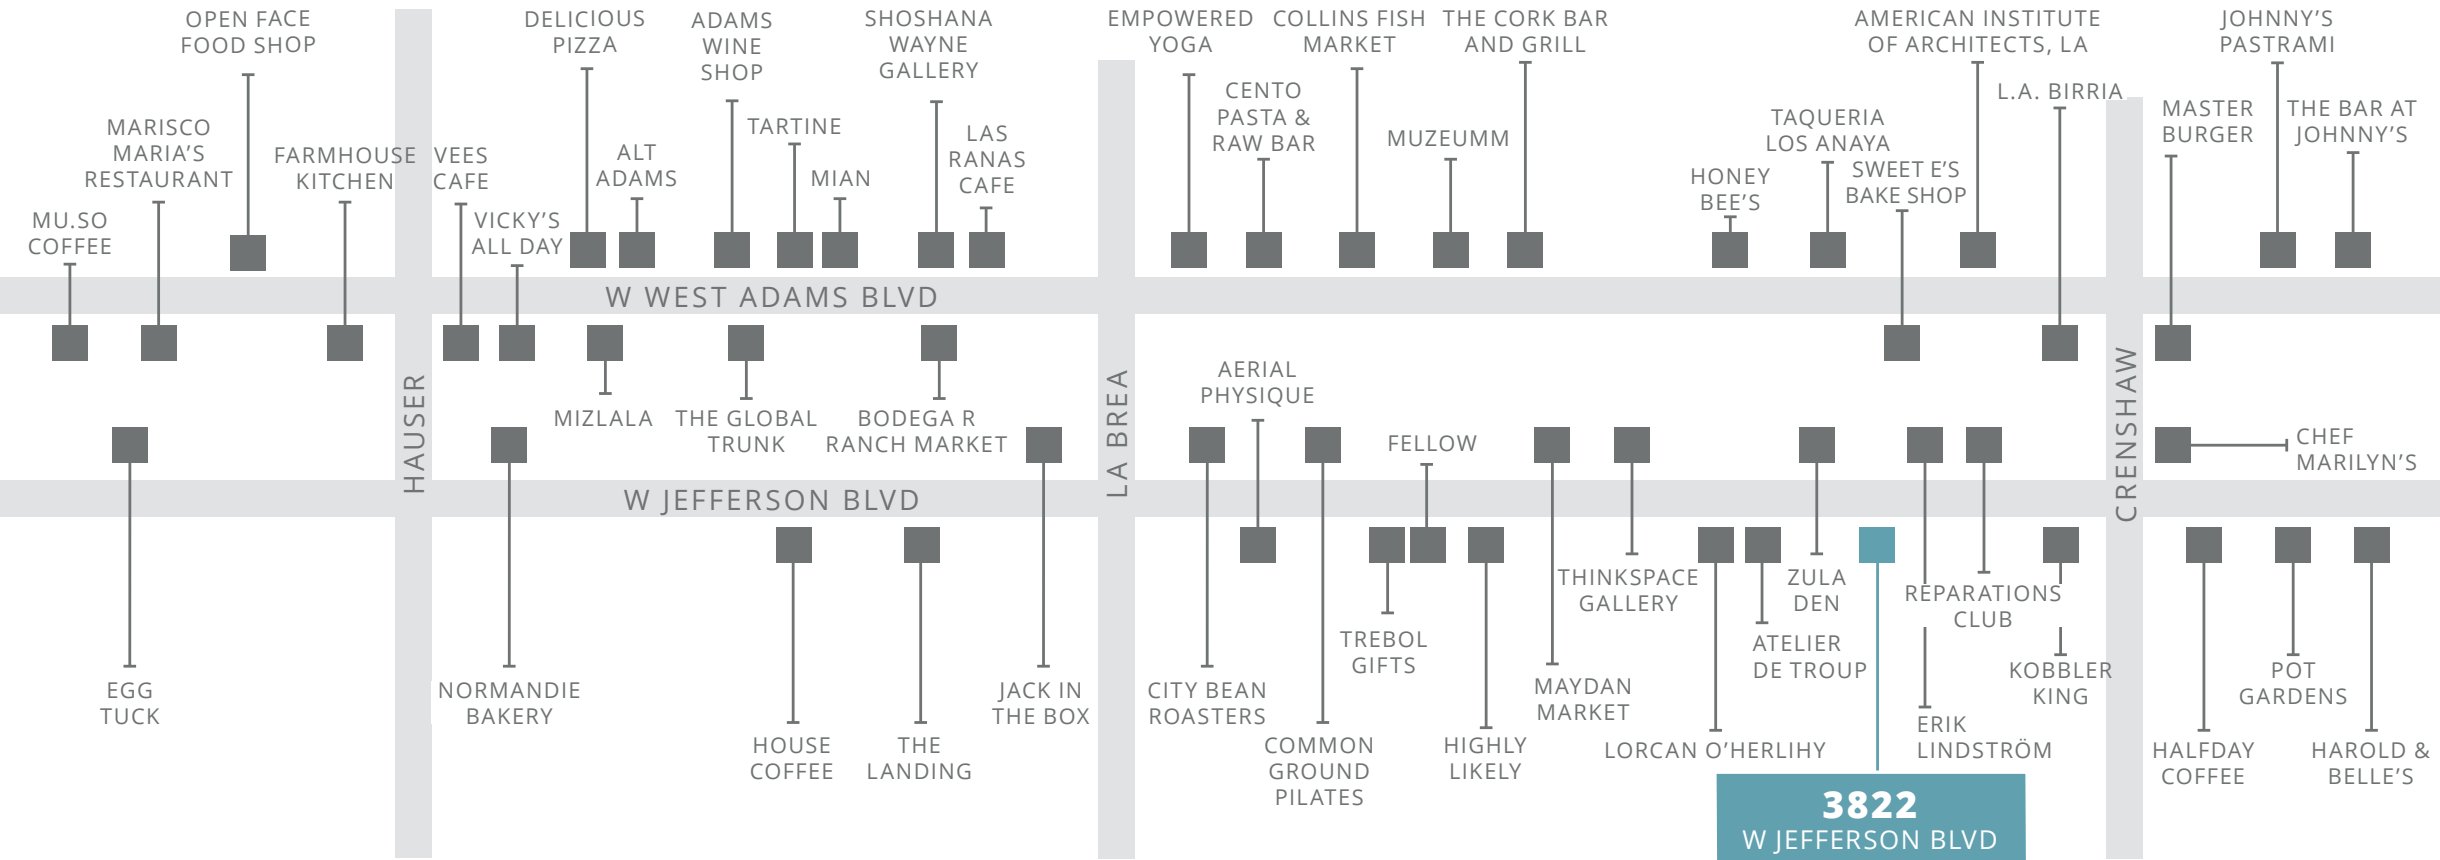 OPEN FACE
FOOD SHOP
DELICIOUS
PIZZA
ADAMS
WINE
SHOP
SHOSHANA
WAYNE
GALLERY
EMPOWERED
YOGA
COLLINS FISH
MARKET
THE CORK BAR
AND GRILL
AMERICAN INSTITUTE
OF ARCHITECTS, LA
JOHNNY’S
PASTRAMI
MARISCO
MARIA’S
RESTAURANT
FARMHOUSE
KITCHEN
VEES
CAFE
ALT
ADAMS
TARTINE
MIAN
LAS
RANAS
CAFE
CENTO
PASTA &
RAW BAR
MUZEUMM
HONEY
BEE’S
TAQUERIA
LOS ANAYA
SWEET E’S
BAKE SHOP
L.A. BIRRIA
MASTER
BURGER
THE BAR AT
JOHNNY’S
MU.SO
COFFEE
VICKY’S
ALL DAY
W WEST ADAMS BLVD
HAUSER
LA BREA
CRENSHAW
MIZLALA
THE GLOBAL
TRUNK
BODEGA R
RANCH MARKET
AERIAL
PHYSIQUE
FELLOW
CHEF
MARILYN’S
W JEFFERSON BLVD
EGG
TUCK
NORMANDIE
BAKERY
HOUSE
COFFEE
THE
LANDING
JACK IN
THE BOX
CITY BEAN
ROASTERS
COMMON
GROUND
PILATES
TREBOL
GIFTS
HIGHLY
LIKELY
MAYDAN
MARKET
THINKSPACE
GALLERY
LORCAN O’HERLIHY
ATELIER
DE TROUP
ZULA
DEN
REPARATIONS
CLUB
ERIK
LINDSTRÖM
KOBBLER
KING
HALFDAY
COFFEE
POT
GARDENS
HAROLD &
BELLE’S
3822
W JEFFERSON BLVD